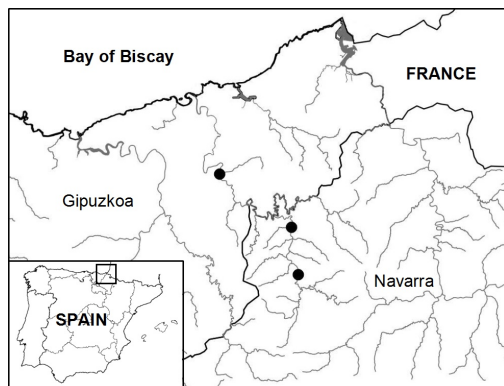 Bay of Biscay
FRANCE
Gipuzkoa
Navarra
SPAIN